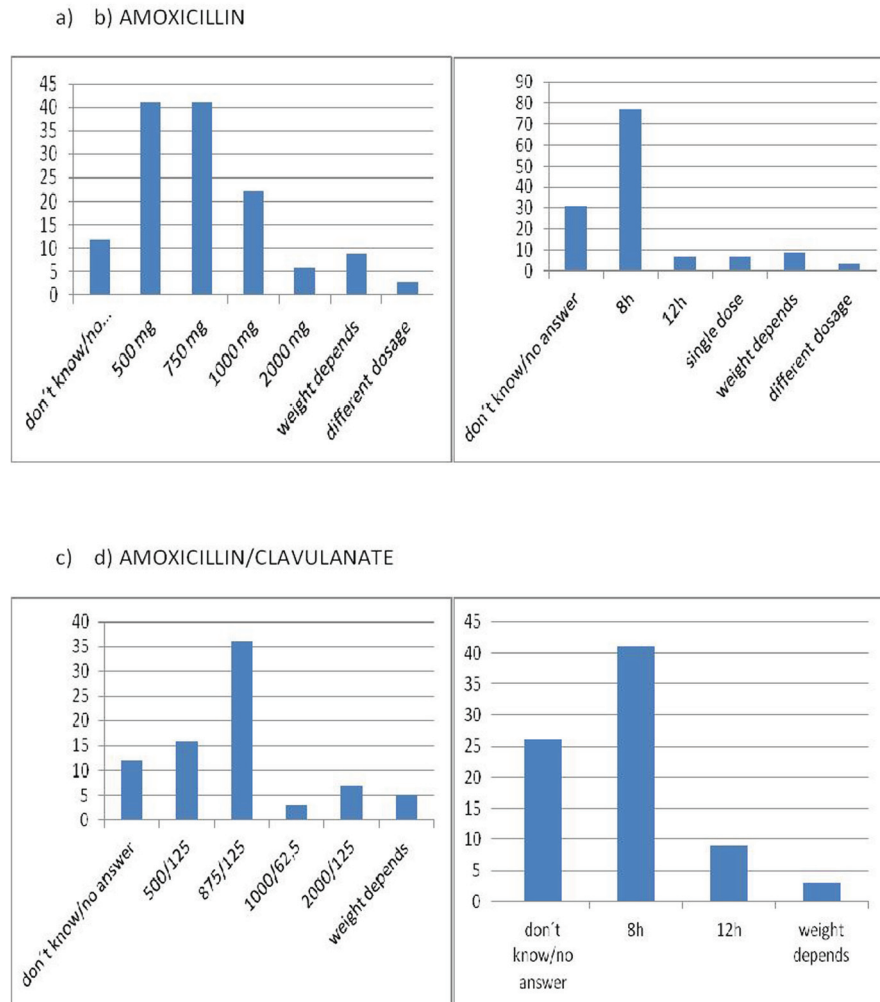 a) b) AMOXICILLIN
45
40
35
30
25
20
15
10
5
0
don´t know/no...
500 mg
750 mg
1000 mg
2000 mg
weight depends
different dosage
90
80
70
60
50
40
30
20
10
0
don´t know/no answer
8h
12h
single dose
weight depends
different dosage
c) d) AMOXICILLIN/CLAVULANATE
40
35
30
25
20
15
10
5
0
don´t know/no answer
500/125
875/125
1000/62,5
2000/125
weight depends
45
40
35
30
25
20
15
10
5
0
don´t
know/no
answer
8h
12h
weight
depends